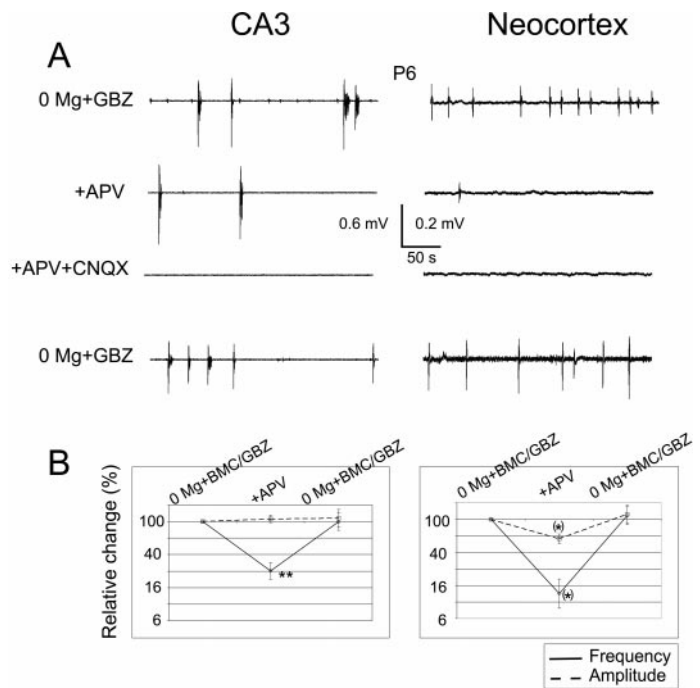 CA3 Neocortex
A
P6
0 Mg+GBZ
+APV
0.6 mV 0.2 mV
50 s
+APV+CNQX
0 Mg+GBZ
B
0 Mg+BMC/GBZ +APV 0 Mg+BMC/GBZ
0 Mg+BMC/GBZ +APV 0 Mg+BMC/GBZ
Relative change (%)
100 100
(*)
40 40
**
16 16
(*)
6 6
Frequency
Amplitude